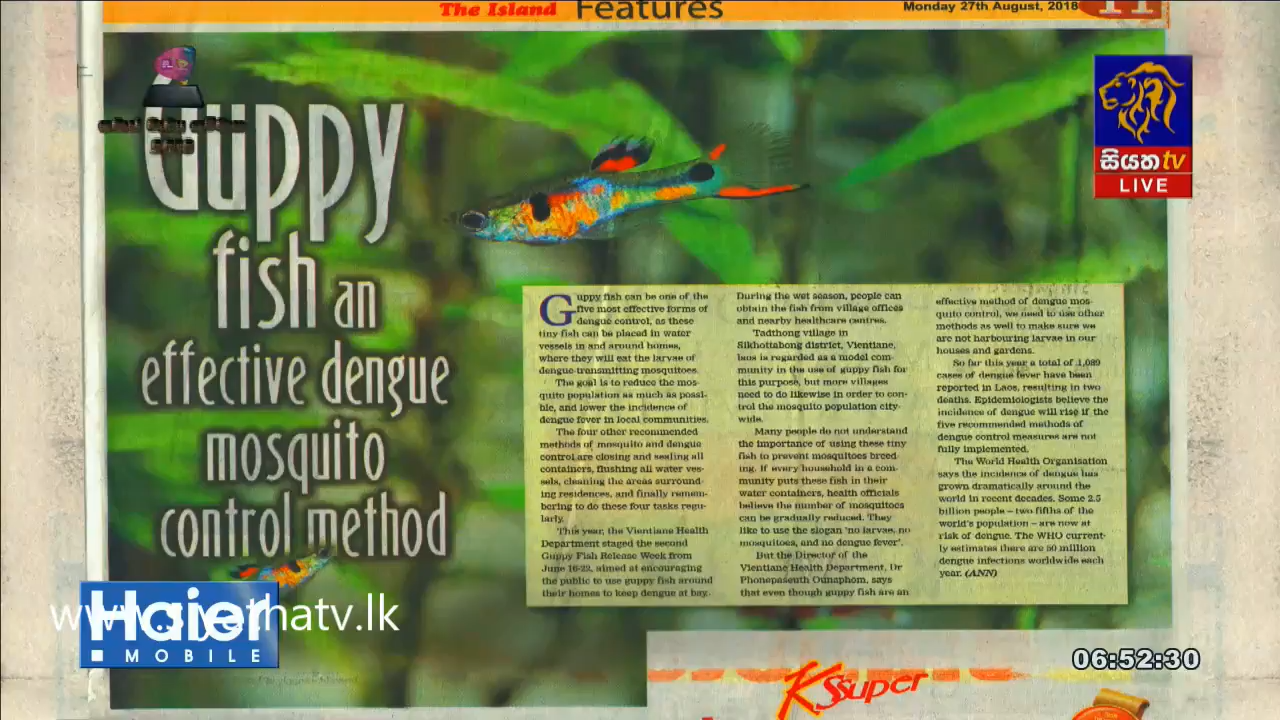 The Island Features Monday 27th August, 2018 11
Guppy
fish an
effective dengue
mosquito
control method
සියත tv
LIVE
Guppy fish can be one of the
five most effective forms of
dengue control, as these
tiny fish can be placed in water
vessels in and around homes,
where they will eat the larvae of
dengue-transmitting mosquitoes.
The goal is to reduce the mos-
quito population as much as possi-
ble, and lower the incidence of
dengue fever in local communities.
The four other recommended
methods of mosquito and dengue
control are closing and sealing all
containers, flushing all water ves-
sels, cleaning the areas surround-
ing residences, and finally remem-
bering to do these four tasks regu-
larly.
This year, the Vientiane Health
Department staged the second
Guppy Fish Release Week from
June 16-22, aimed at encouraging
the public to use guppy fish around
their homes to keep dengue at bay.
During the wet season, people can
obtain the fish from village offices
and nearby healthcare centres.
Tadthong village in
Sikhottabong district, Vientiane,
laos is regarded as a model com-
munity in the use of guppy fish for
this purpose, but more villages
need to do likewise in order to con-
trol the mosquito population city-
wide.
Many people do not understand
the importance of using these tiny
fish to prevent mosquitoes breed-
ing. If every household in a com-
munity puts these fish in their
water containers, health officials
believe the number of mosquitoes
can be gradually reduced. They
like to use the slogan 'no larvae, no
mosquitoes, and no dengue fever'.
But the Director of the
Vientiane Health Department, Dr
Phonepaseuth Ounaphom, says
that even though guppy fish are an
effective method of dengue mos-
quito control, we need to use other
methods as well to make sure we
are not harbouring larvae in our
houses and gardens.
So far this year a total of 1,089
cases of dengue fever have been
reported in Laos, resulting in two
deaths. Epidemiologists believe the
incidence of dengue will rise if the
five recommended methods of
dengue control measures are not
fully implemented.
The World Health Organisation
says the incidence of dengue has
grown dramatically around the
world in recent decades. Some 2.5
billion people – two fifths of the
world's population – are now at
risk of dengue. The WHO current-
ly estimates there are 50 million
dengue infections worldwide each
year. (ANN)
Haier
MOBILE
06:52:30